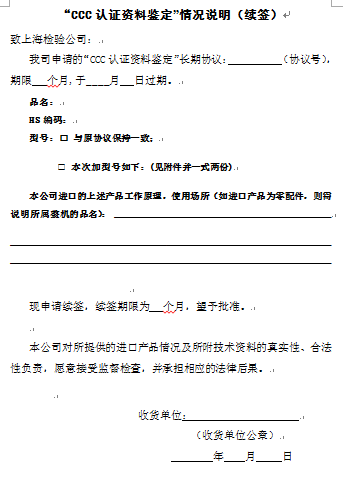 “CCC 认证资料鉴定”情况说明（续签）
致上海检验公司：
我司申请的“CCC 认证资料鉴定”长期协议：__________（协议号），
期限___个月，于____月___日过期。
品名：
HS 编码：
型号：□ 与原协议保持一致；
□ 本次加型号如下：（见附件并一式两份）
本公司进口的上述产品工作原理，使用场所（如进口产品为零配件，则得
说明所属整机的品名）：
现申请续签，续签期限为___个月，望予批准。
本公司对所提供的进口产品情况及所附技术资料的真实性、合法
性负责，愿意接受监督检查，并承担相应的法律后果。
收货单位：____________________
（收货单位公章）
________年____月_____日